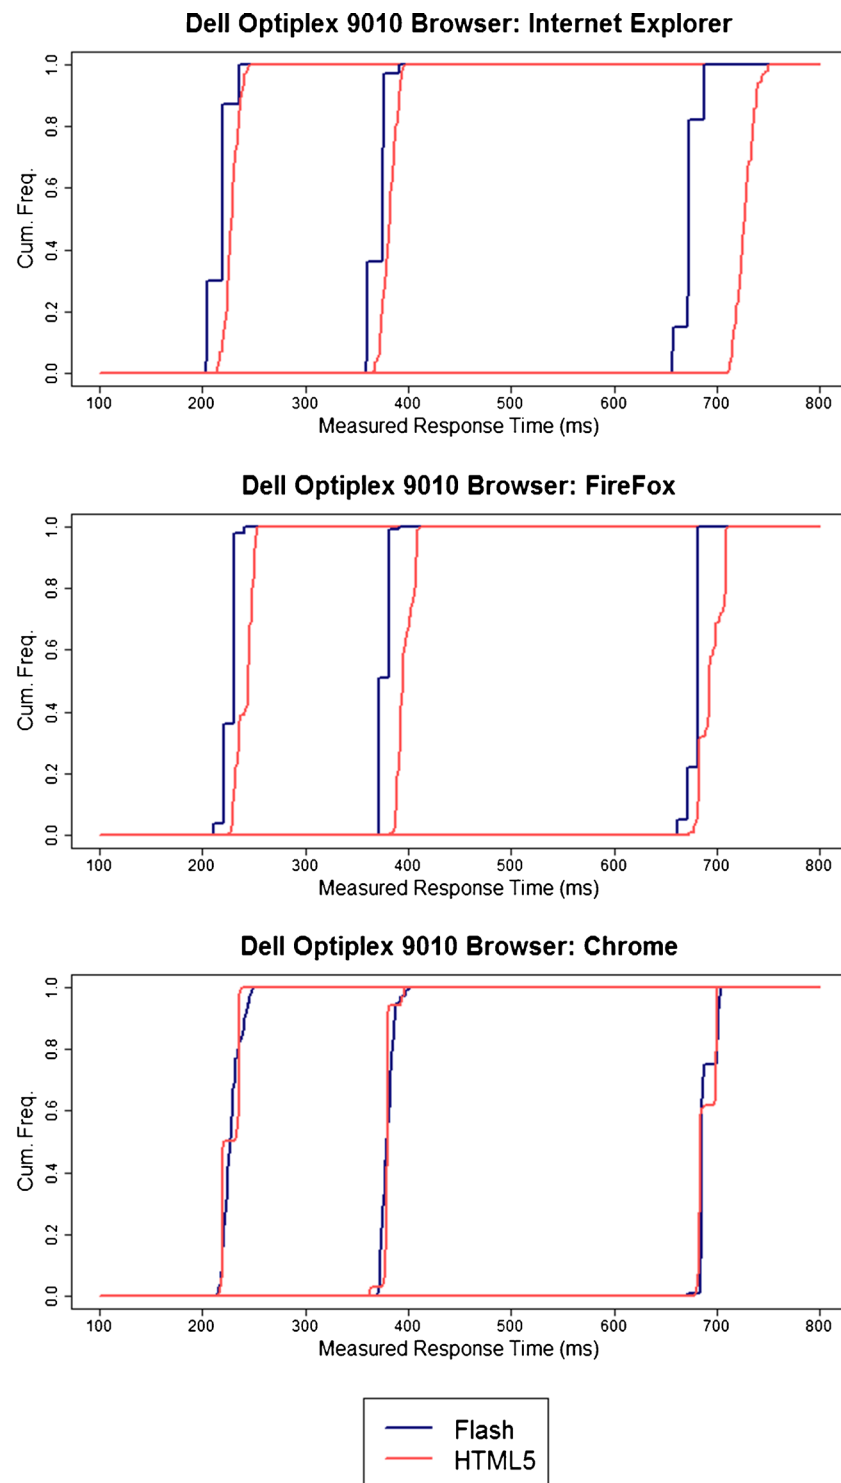 Dell Optiplex 9010 Browser: Internet Explorer
Cum. Freq.
1.0
0.8
0.6
0.4
0.2
0.0
100 200 300 400 500 600 700 800
Measured Response Time (ms)
Dell Optiplex 9010 Browser: FireFox
Cum. Freq.
1.0
0.8
0.6
0.4
0.2
0.0
100 200 300 400 500 600 700 800
Measured Response Time (ms)
Dell Optiplex 9010 Browser: Chrome
Cum. Freq.
1.0
0.8
0.6
0.4
0.2
0.0
100 200 300 400 500 600 700 800
Measured Response Time (ms)
Flash
HTML5